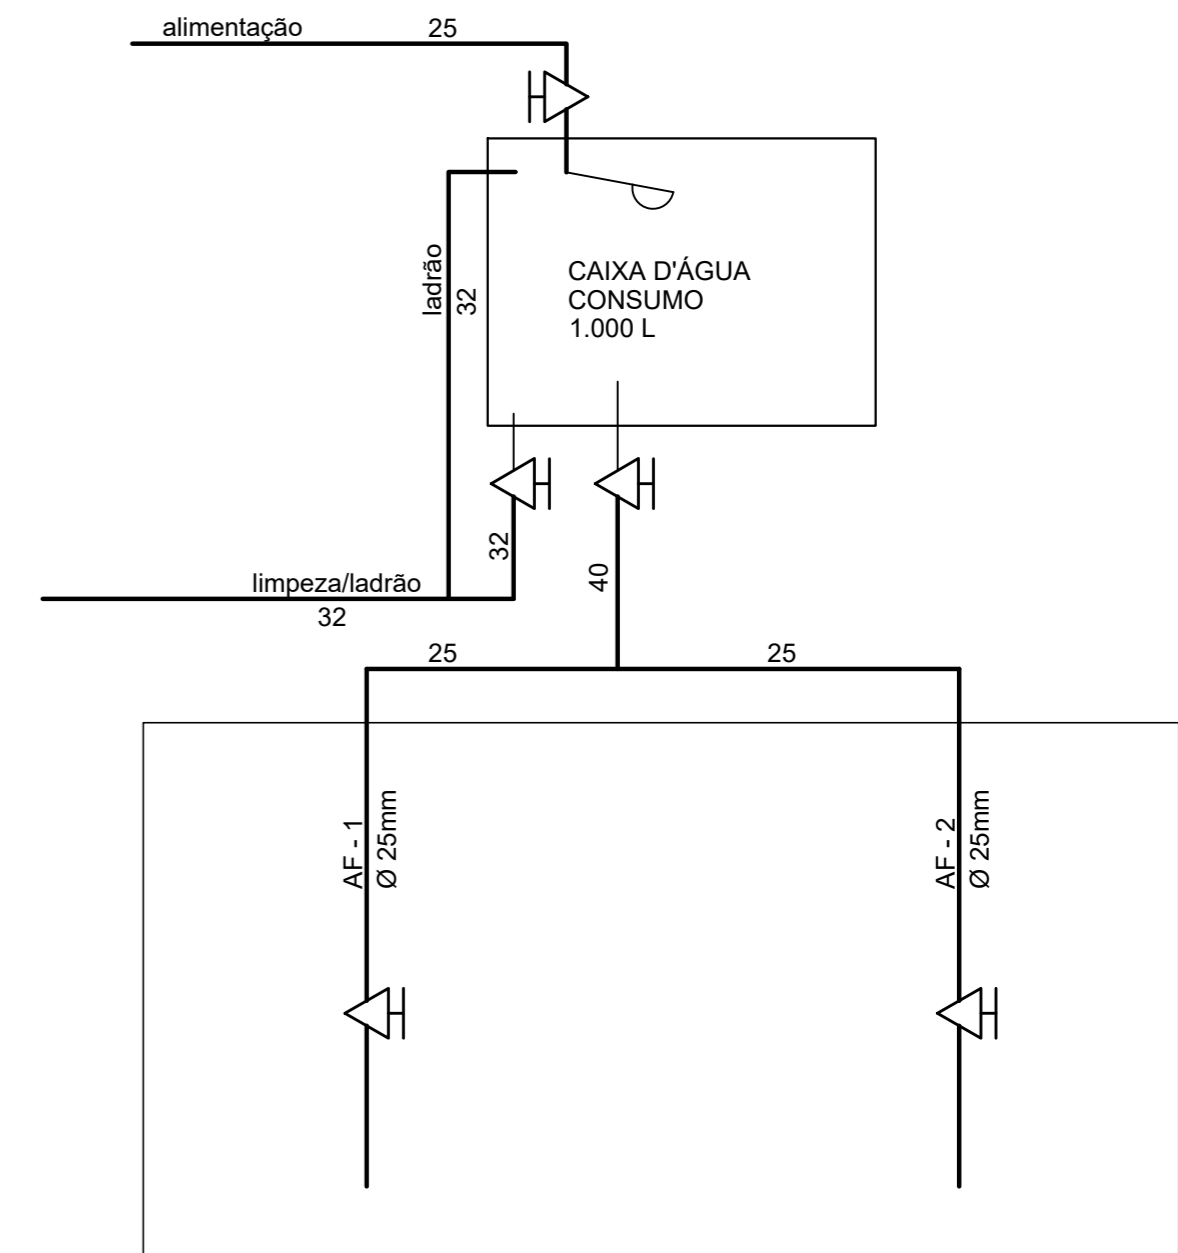 alimentação
25
ladrão
32
CAIXA D'ÁGUA
CONSUMO
1.000 L
32
40
limpeza/ladrão
32
25
25
AF - 1
Ø 25mm
AF - 2
Ø 25mm